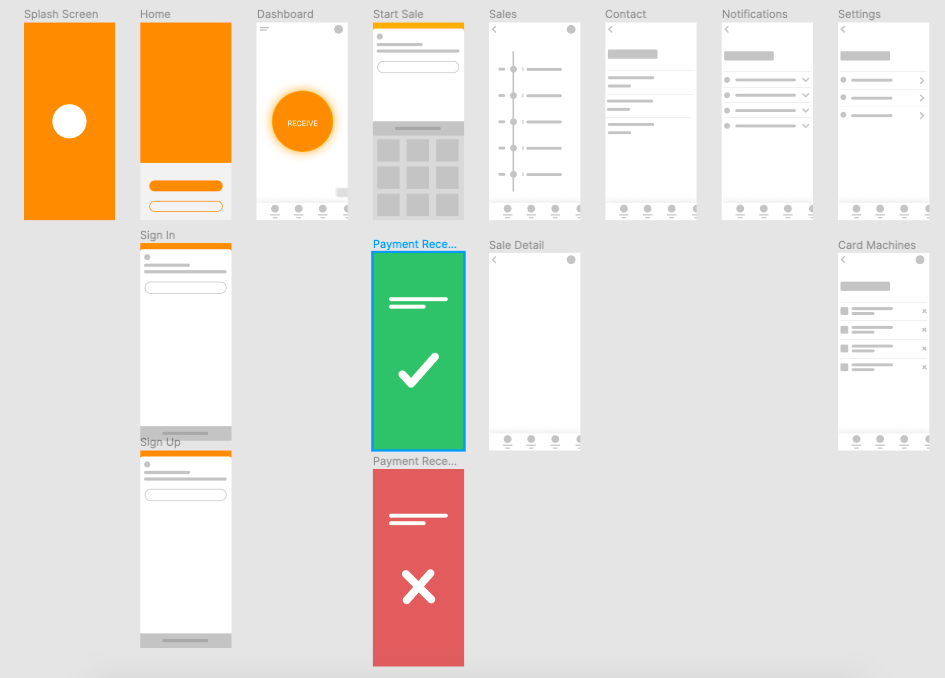 Splash Screen
Home
Dashboard
Start Sale
Sales
Contact
Notifications
Settings
RECEIVE
Sign In
Payment Rece...
Sale Detail
Card Machines
Sign Up
Payment Rece...